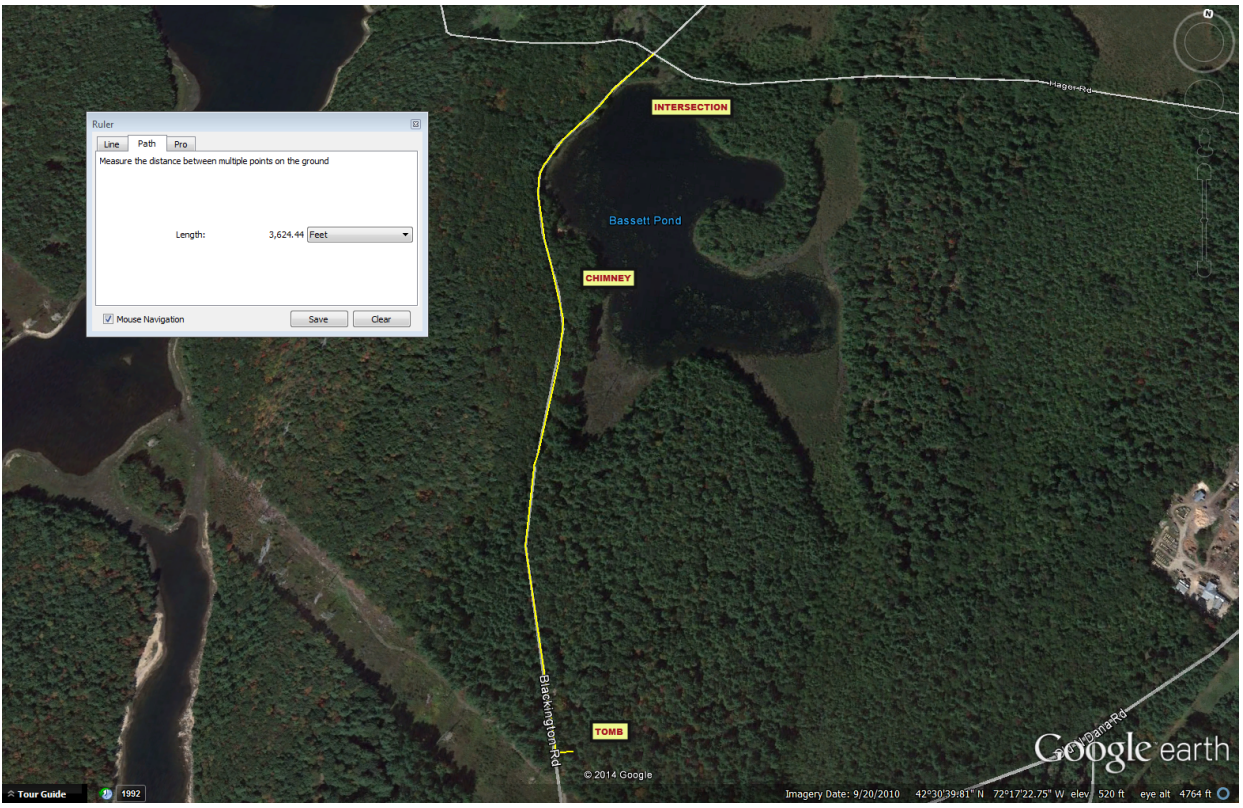 N
Hager Rd
INTERSECTION
Ruler
Line Path Pro
Measure the distance between multiple points on the ground
Length: 3,624.44 Feet
Mouse Navigation Save Clear
Bassett Pond
CHIMNEY
Blackington Rd
TOMB
Dana Rd
Google earth
© 2014 Google
Tour Guide 1992 Imagery Date: 9/20/2010 42°30'39.81" N 72°17'22.75" W elev 520 ft eye alt 4764 ft